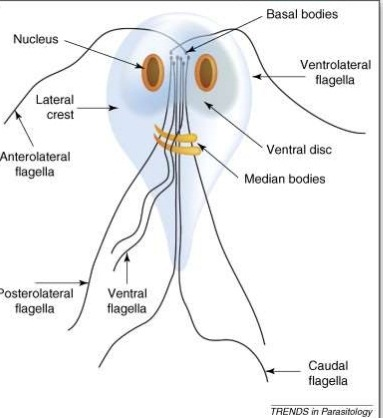 Basal bodies
Nucleus
Ventrolateral
flagella
Lateral
crest
Ventral disc
Anterolateral
flagella
Median bodies
Posterolateral
flagella
Ventral
flagella
Caudal
flagella
TRENDS in Parasitology